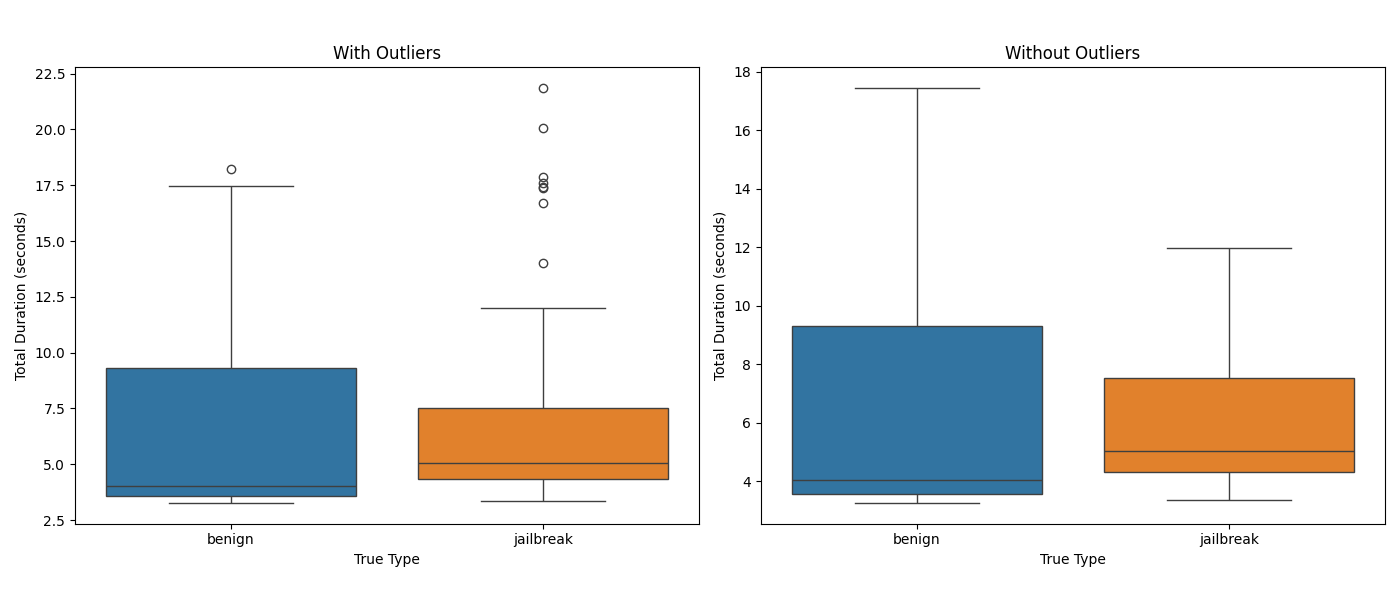 With Outliers
22.5
20.0
17.5
15.0
12.5
10.0
7.5
5.0
2.5
Total Duration (seconds)
benign
jailbreak
True Type
Without Outliers
18
16
14
12
10
8
6
4
Total Duration (seconds)
benign
jailbreak
True Type